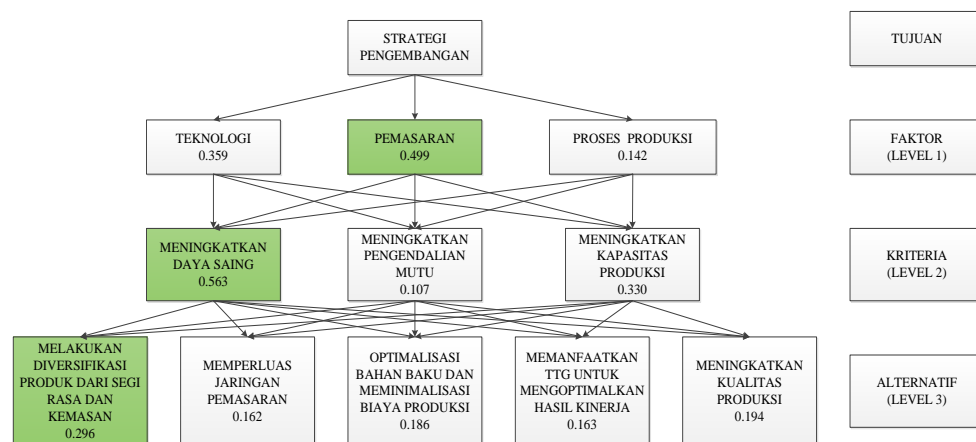 STRATEGI
PENGEMBANGAN
TUJUAN
TEKNOLOGI
0.359
PEMASARAN
0.499
PROSES PRODUKSI
0.142
FAKTOR
(LEVEL 1)
MENINGKATKAN
DAYA SAING
0.563
MENINGKATKAN
PENGENDALIAN
MUTU
0.107
MENINGKATKAN
KAPASITAS
PRODUKSI
0.330
KRITERIA
(LEVEL 2)
MELAKUKAN
DIVERSIFIKASI
PRODUK DARI SEGI
RASA DAN
KEMASAN
0.296
MEMPERLUAS
JARINGAN
PEMASARAN
0.162
OPTIMALISASI
BAHAN BAKU DAN
MEMINIMALISASI
BIAYA PRODUKSI
0.186
MEMANFAATKAN
TTG UNTUK
MENGOPTIMALKAN
HASIL KINERJA
0.163
MENINGKATKAN
KUALITAS
PRODUKSI
0.194
ALTERNATIF
(LEVEL 3)